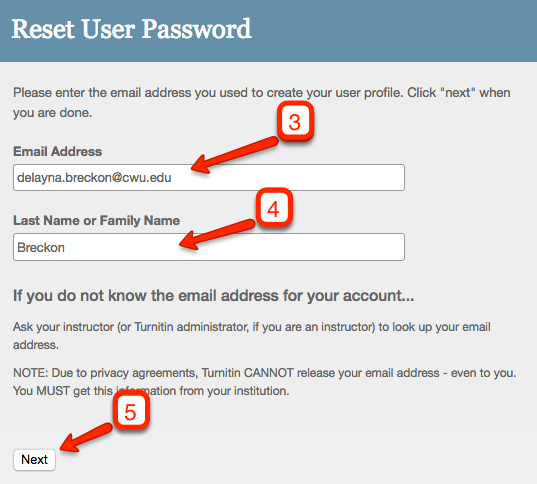 Reset User Password
Please enter the email address you used to create your user profile. Click "next" when
you are done.
3
Email Address
delayna.breckon@cwu.edu
4
Last Name or Family Name
Breckon
If you do not know the email address for your account...
Ask your instructor (or Turnitin administrator, if you are an instructor) to look up your email
address.
NOTE: Due to privacy agreements, Turnitin CANNOT release your email address - even to you.
You MUST get this information from your institution.
5
Next